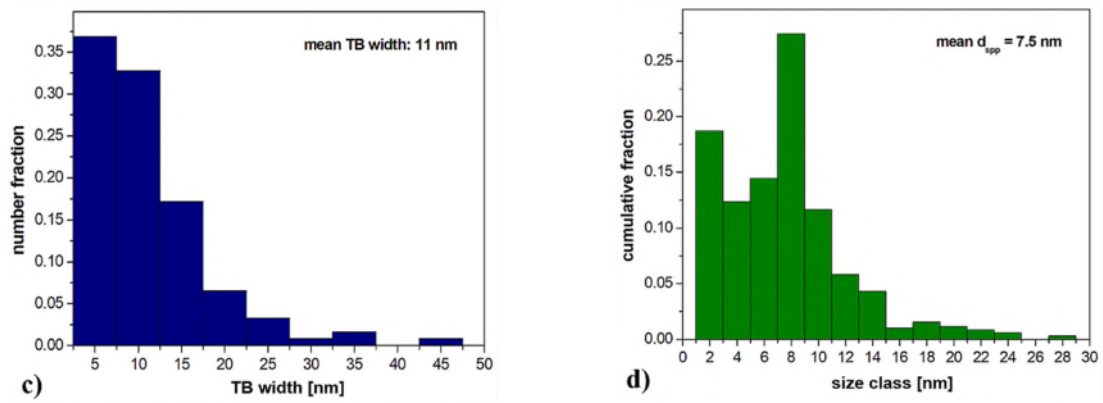 mean TB width: 11 nm
0.35
0.30
0.25
0.20
0.15
0.10
0.05
0.00
number fraction
5 10 15 20 25 30 35 40 45 50
TB width [nm]
c)
mean dspp = 7.5 nm
0.25
0.20
0.15
0.10
0.05
0.00
cumulative fraction
0 2 4 6 8 10 12 14 16 18 20 22 24 26 28 30
size class [nm]
d)